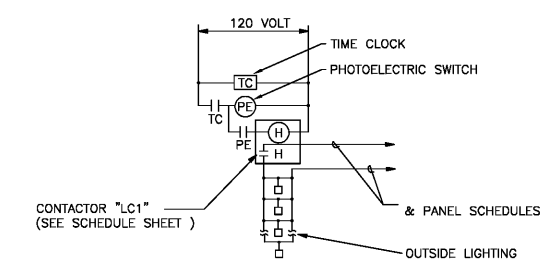 120 VOLT
TIME CLOCK
TC
PHOTOELECTRIC SWITCH
PE
TC
H
PE
H
CONTACTOR "LC1"
(SEE SCHEDULE SHEET )
& PANEL SCHEDULES
OUTSIDE LIGHTING